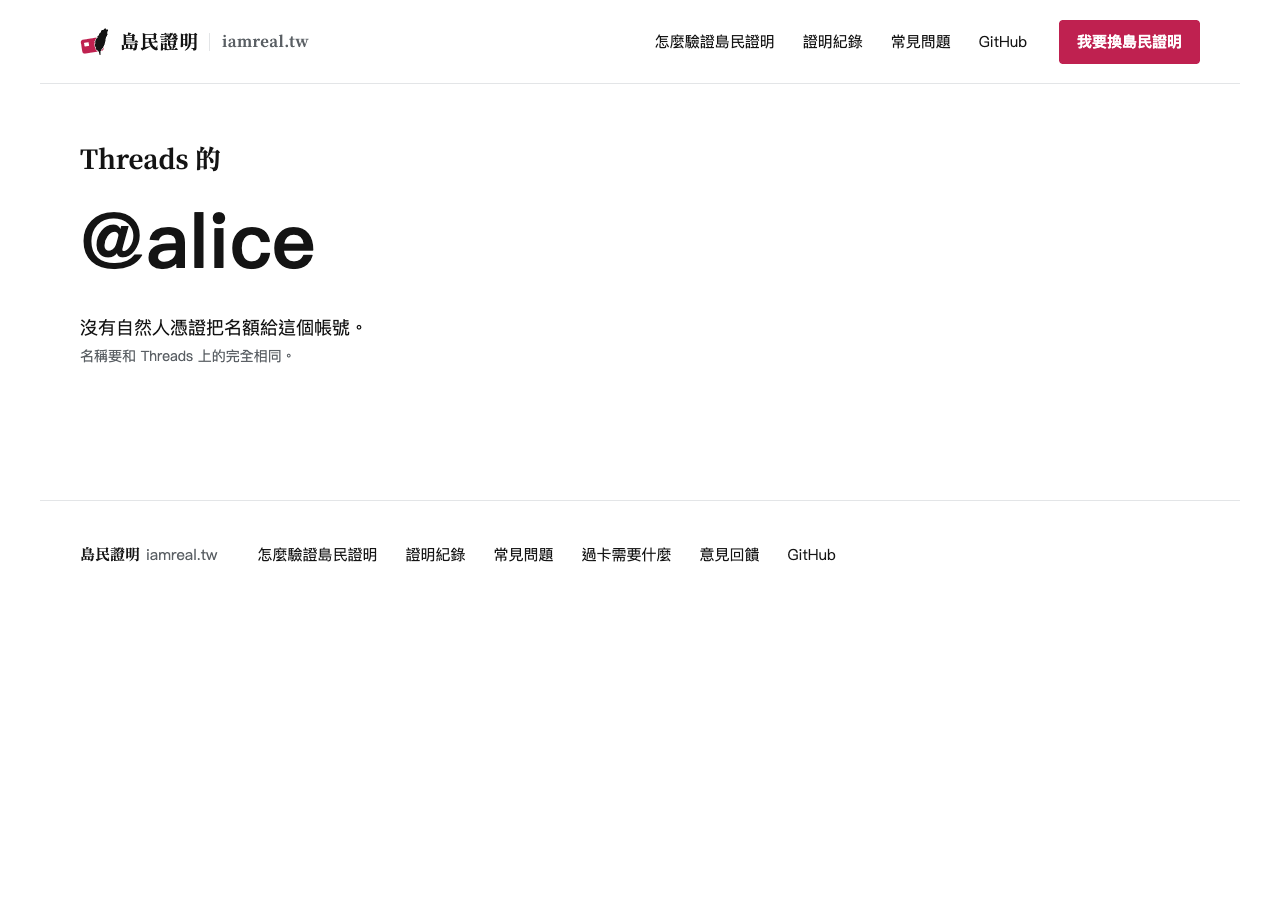 島民證明 iamreal.tw 怎麼驗證島民證明 證明紀錄 常見問題 GitHub 我要換島民證明
Threads 的
@alice
沒有自然人憑證把名額給這個帳號。
名稱要和 Threads 上的完全相同。
島民證明 iamreal.tw 怎麼驗證島民證明 證明紀錄 常見問題 過卡需要什麼 意見回饋 GitHub